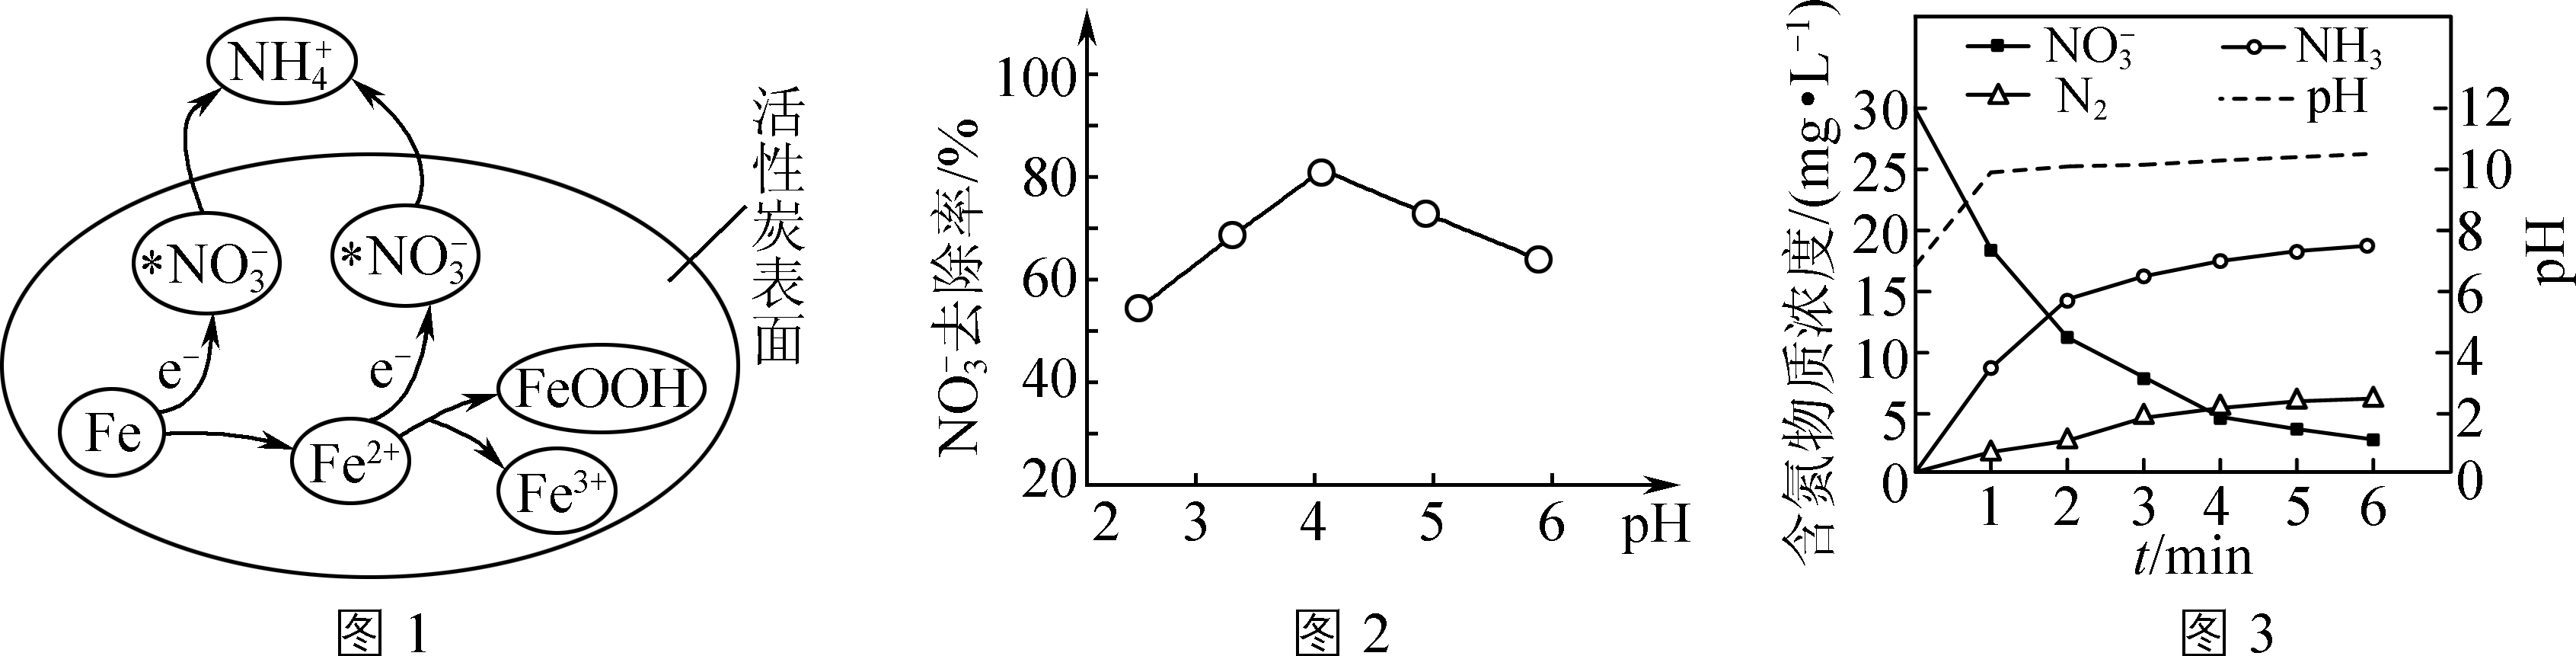 NH₄⁺
*NO₃⁻
*NO₃⁻
e⁻
e⁻
Fe
Fe²⁺
FeOOH
Fe³⁺
活性炭表面
图 1
NO₃⁻去除率/%
100
80
60
40
20
2 3 4 5 6 pH
图 2
含氮物质浓度/(mg•L⁻¹)
NO₃⁻
NH₃
N₂
pH
30
25
20
15
10
5
0
12
10
8
6
4
2
0
pH
1 2 3 4 5 6
t/min
图 3